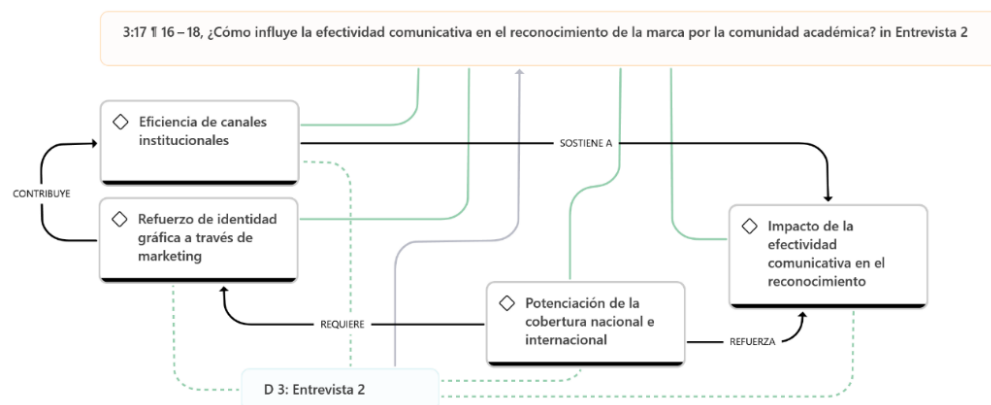 3:17 ¶ 16 – 18, ¿Cómo influye la efectividad comunicativa en el reconocimiento de la marca por la comunidad académica? in Entrevista 2
Eficiencia de canales
institucionales
SOSTIENE A
CONTRIBUYE
Refuerzo de identidad
gráfica a través de
marketing
Impacto de la
efectividad
comunicativa en el
reconocimiento
Potenciación de la
cobertura nacional e
internacional
REQUIERE
REFUERZA
D 3: Entrevista 2